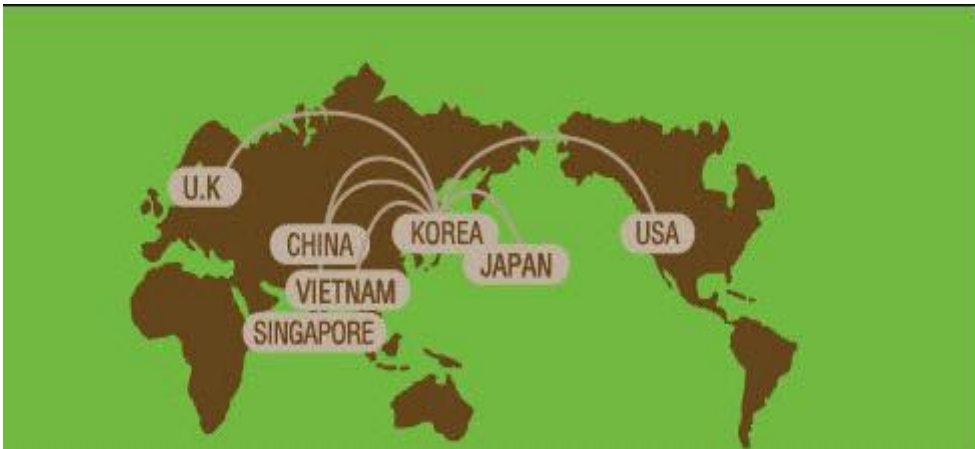 U.K
CHINA
KOREA
USA
JAPAN
VIETNAM
SINGAPORE